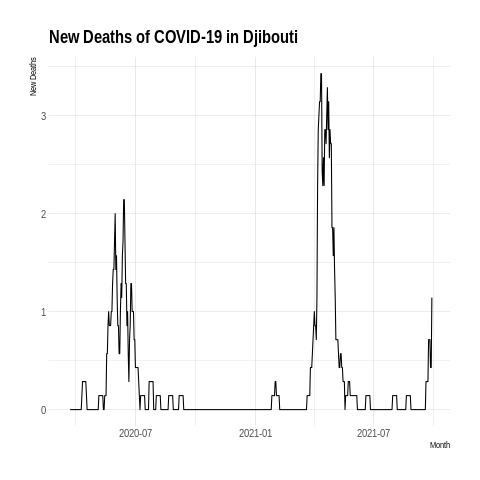 New Deaths of COVID-19 in Djibouti
New Deaths
3
2
1
0
2020-07
2021-01
2021-07
Month